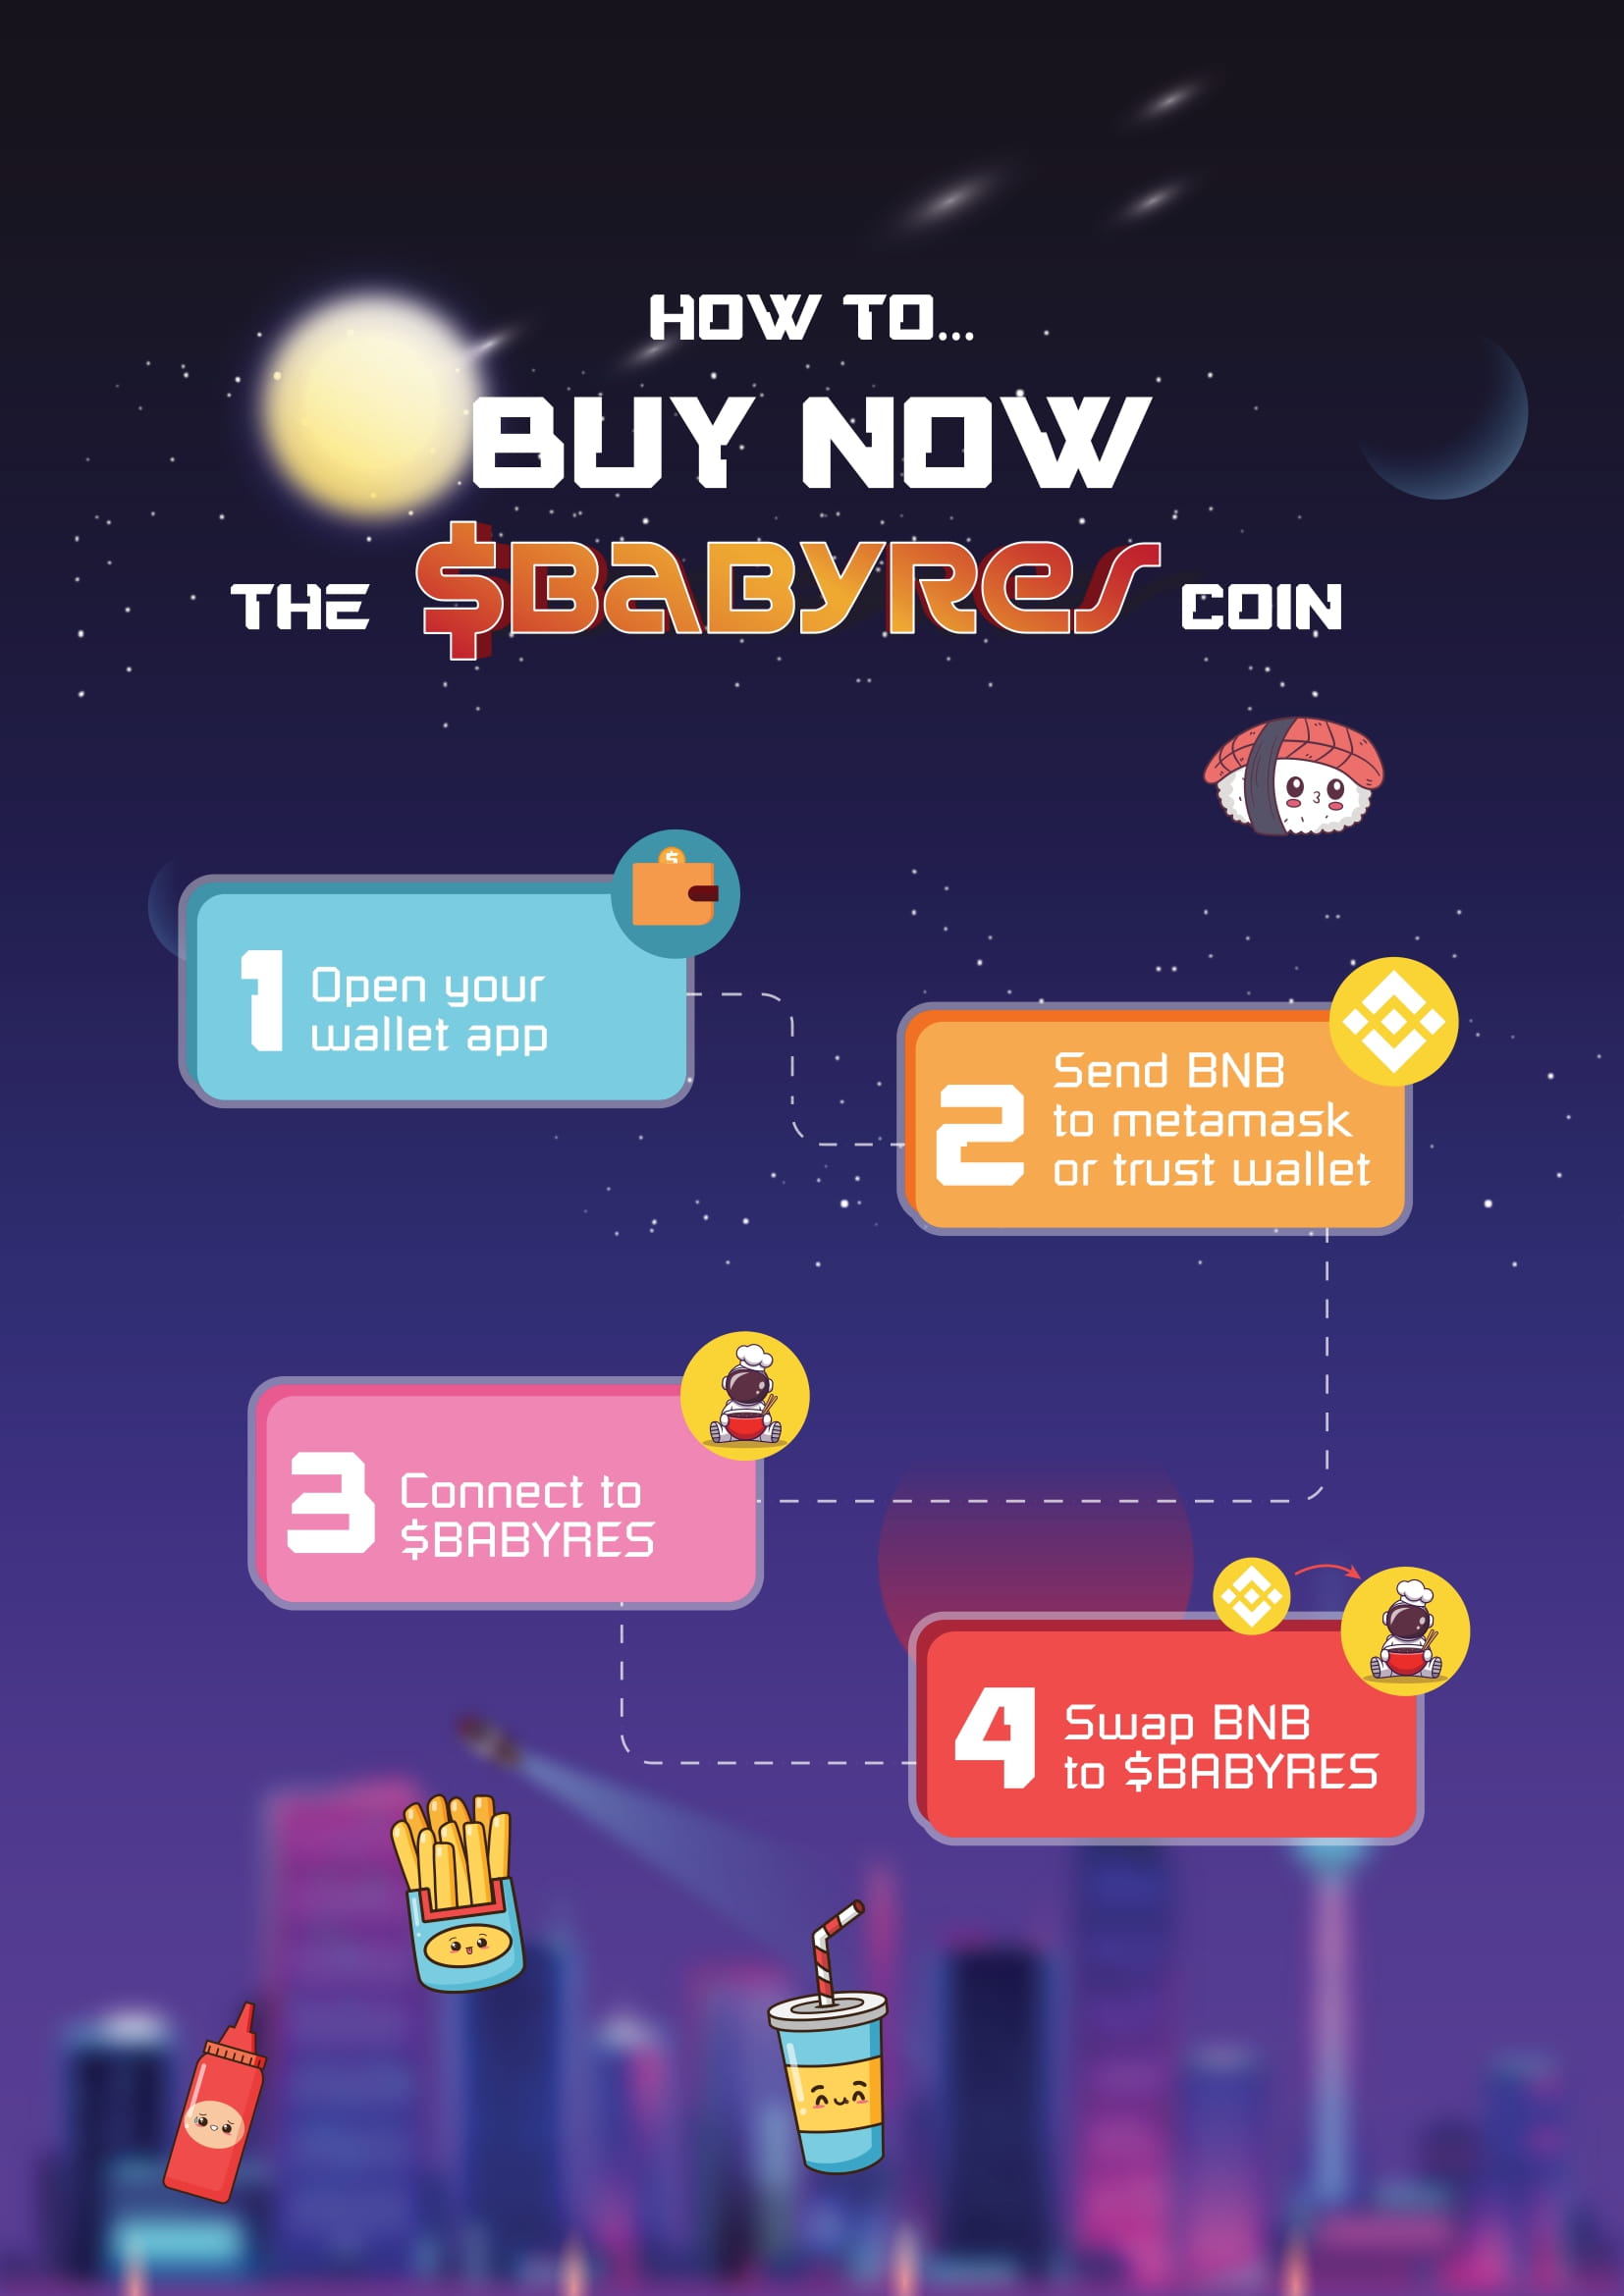 HOW TO...
BUY NOW
THE $BABYRES COIN
1 Open your
wallet app
2 Send BNB
to metamask
or trust wallet
3 Connect to
$BABYRES
4 Swap BNB
to $BABYRES